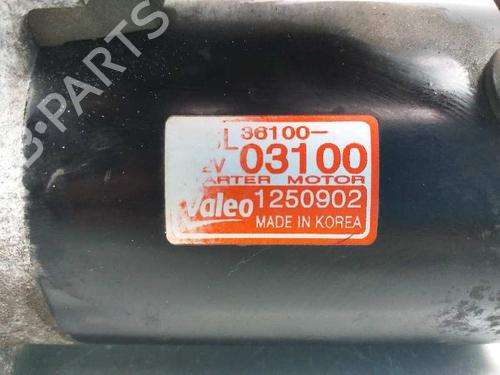 36100-
03100
ARTER MOTOR
Valeo 1250902
MADE IN KOREA
B-PARTS